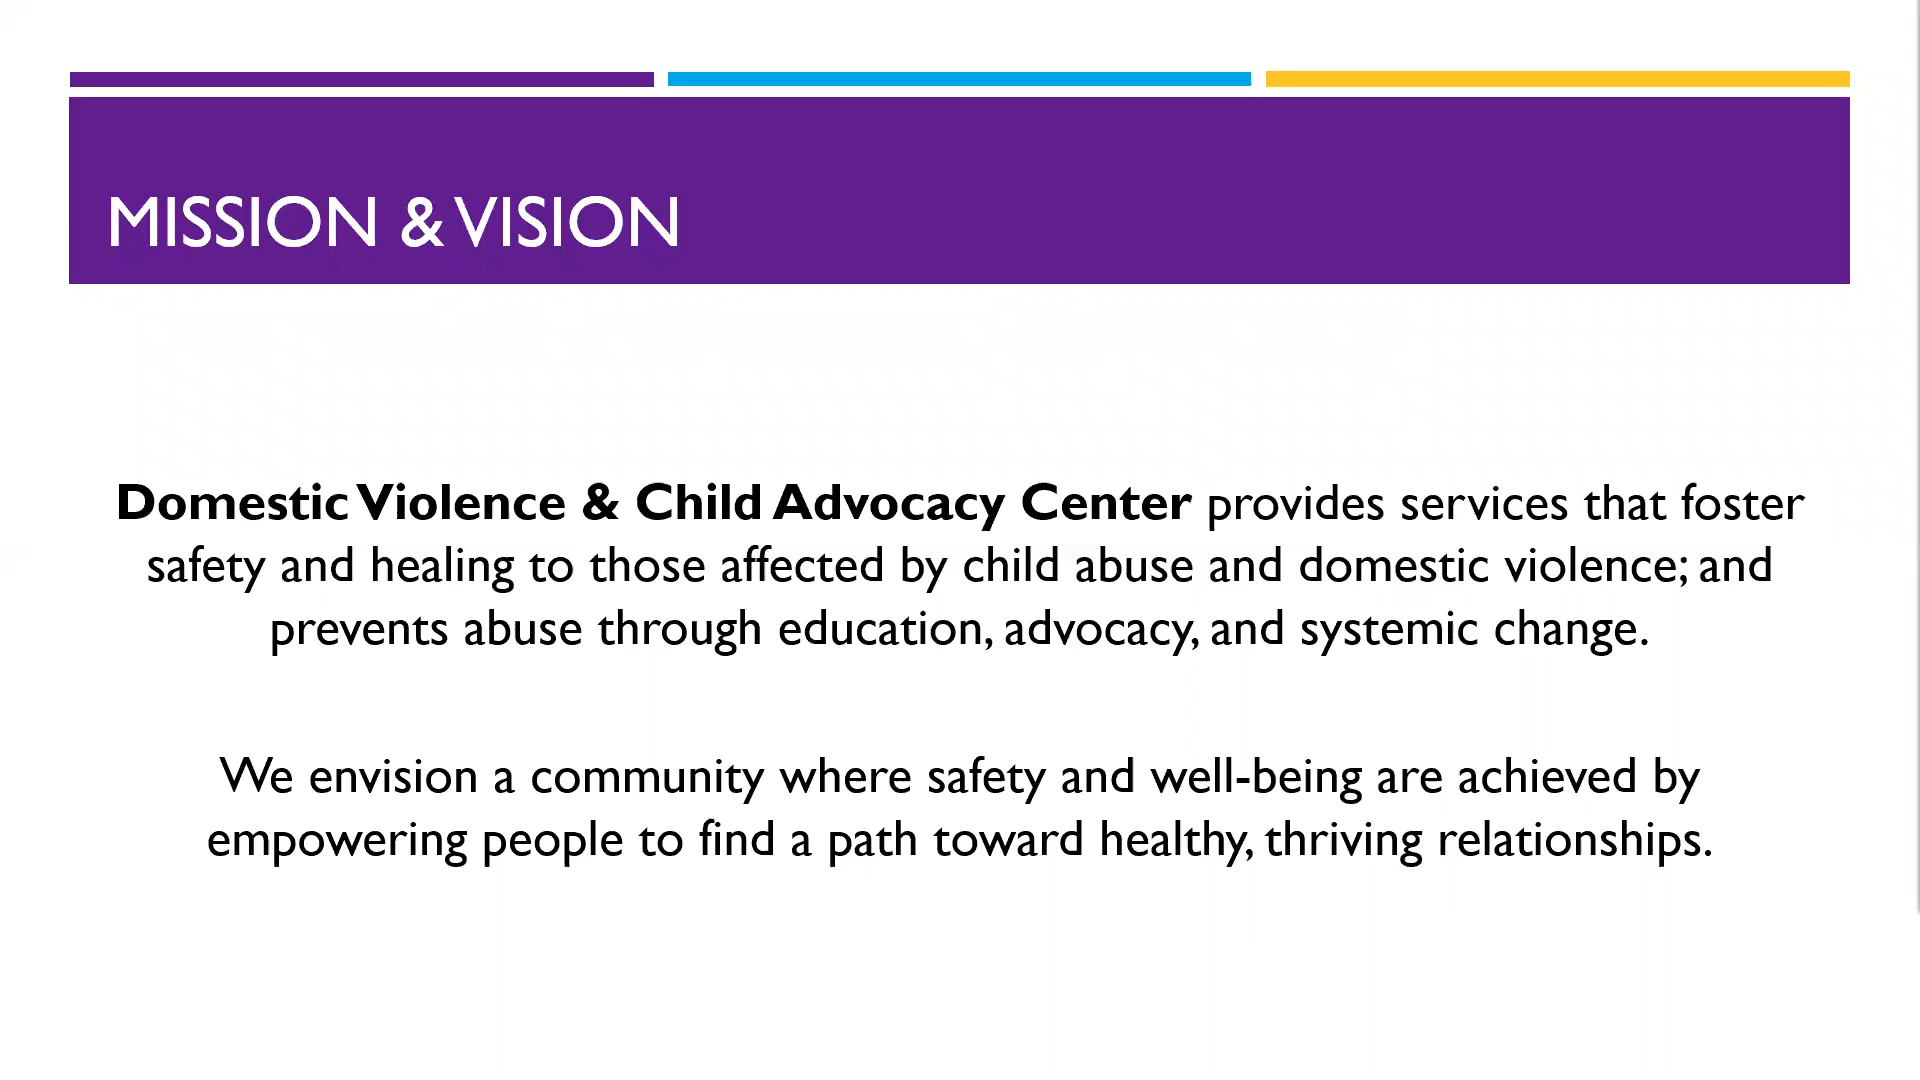 MISSION & VISION
Domestic Violence & Child Advocacy Center provides services that foster
safety and healing to those affected by child abuse and domestic violence; and
prevents abuse through education, advocacy, and systemic change.
We envision a community where safety and well-being are achieved by
empowering people to find a path toward healthy, thriving relationships.